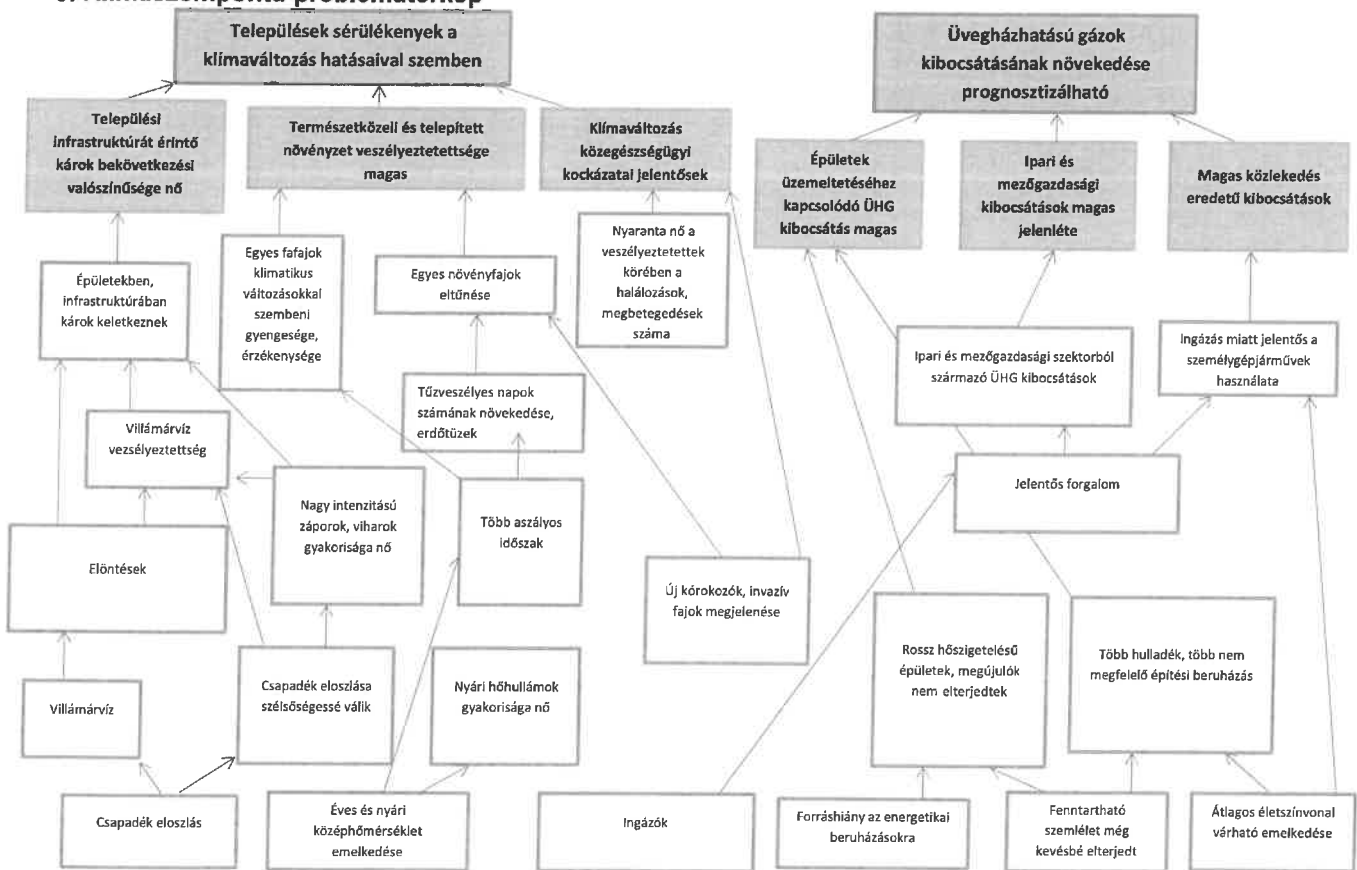 Települések sérülékenyek a
klímaváltozás hatásaival szemben
Üvegházhatású gázok
kibocsátásának növekedése
prognosztizálható
Települési
infrastruktúrát érintő
károk bekövetkezési
valószínűsége nő
Természetközeli és telepített
növényzet veszélyeztetettsége
magas
Klímaváltozás
közegészségügyi
kockázatai jelentősek
Épületek
üzemeltetéséhez
kapcsolódó ÜHG
kibocsátás magas
Ipari és
mezőgazdasági
kibocsátások magas
jelenléte
Magas közlekedés
eredetű kibocsátások
Épületekben,
infrastruktúrában
károk keletkeznek
Egyes fafajok
klimatikus
változásokkal
szembeni
gyengesége,
érzékenysége
Egyes növényfajok
eltűnése
Nyaranta nő a
veszélyeztetettek
körében a
halálozások,
megbetegedések
száma
Ipari és mezőgazdasági szektorból
származó ÜHG kibocsátások
Ingázás miatt jelentős a
személygépjárművek
használata
Villámárvíz
vezsélyeztettség
Tűzveszélyes napok
számának növekedése,
erdőtüzek
Elöntések
Nagy intenzitású
záporok, viharok
gyakorisága nő
Több aszályos
időszak
Jelentős forgalom
Új kórokozók, invazív
fajok megjelenése
Villámárvíz
Csapadék eloszlása
szélsőségessé válik
Nyári hőhullámok
gyakorisága nő
Rossz hőszigetelésű
épületek, megújulók
nem elterjedtek
Több hulladék, több nem
megfelelő építési beruházás
Csapadék eloszlás
Éves és nyári
középhőmérséklet
emelkedése
Ingázók
Forráshiány az energetikai
beruházásokra
Fenntartható
szemlélet még
kevésbé elterjedt
Átlagos életszínvonal
várható emelkedése